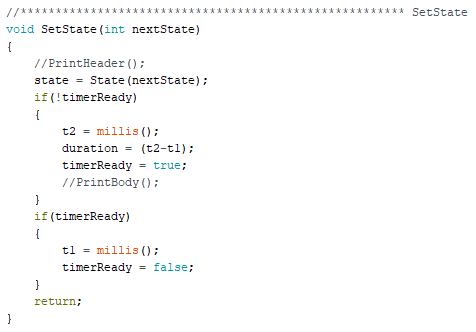 //******************************************************* SetState
void SetState(int nextState)
{
    //PrintHeader();
    state = State(nextState);
    if(!timerReady)
    {
        t2 = millis();
        duration = (t2-t1);
        timerReady = true;
        //PrintBody();
    }
    if(timerReady)
    {
        t1 = millis();
        timerReady = false;
    }
    return;
}